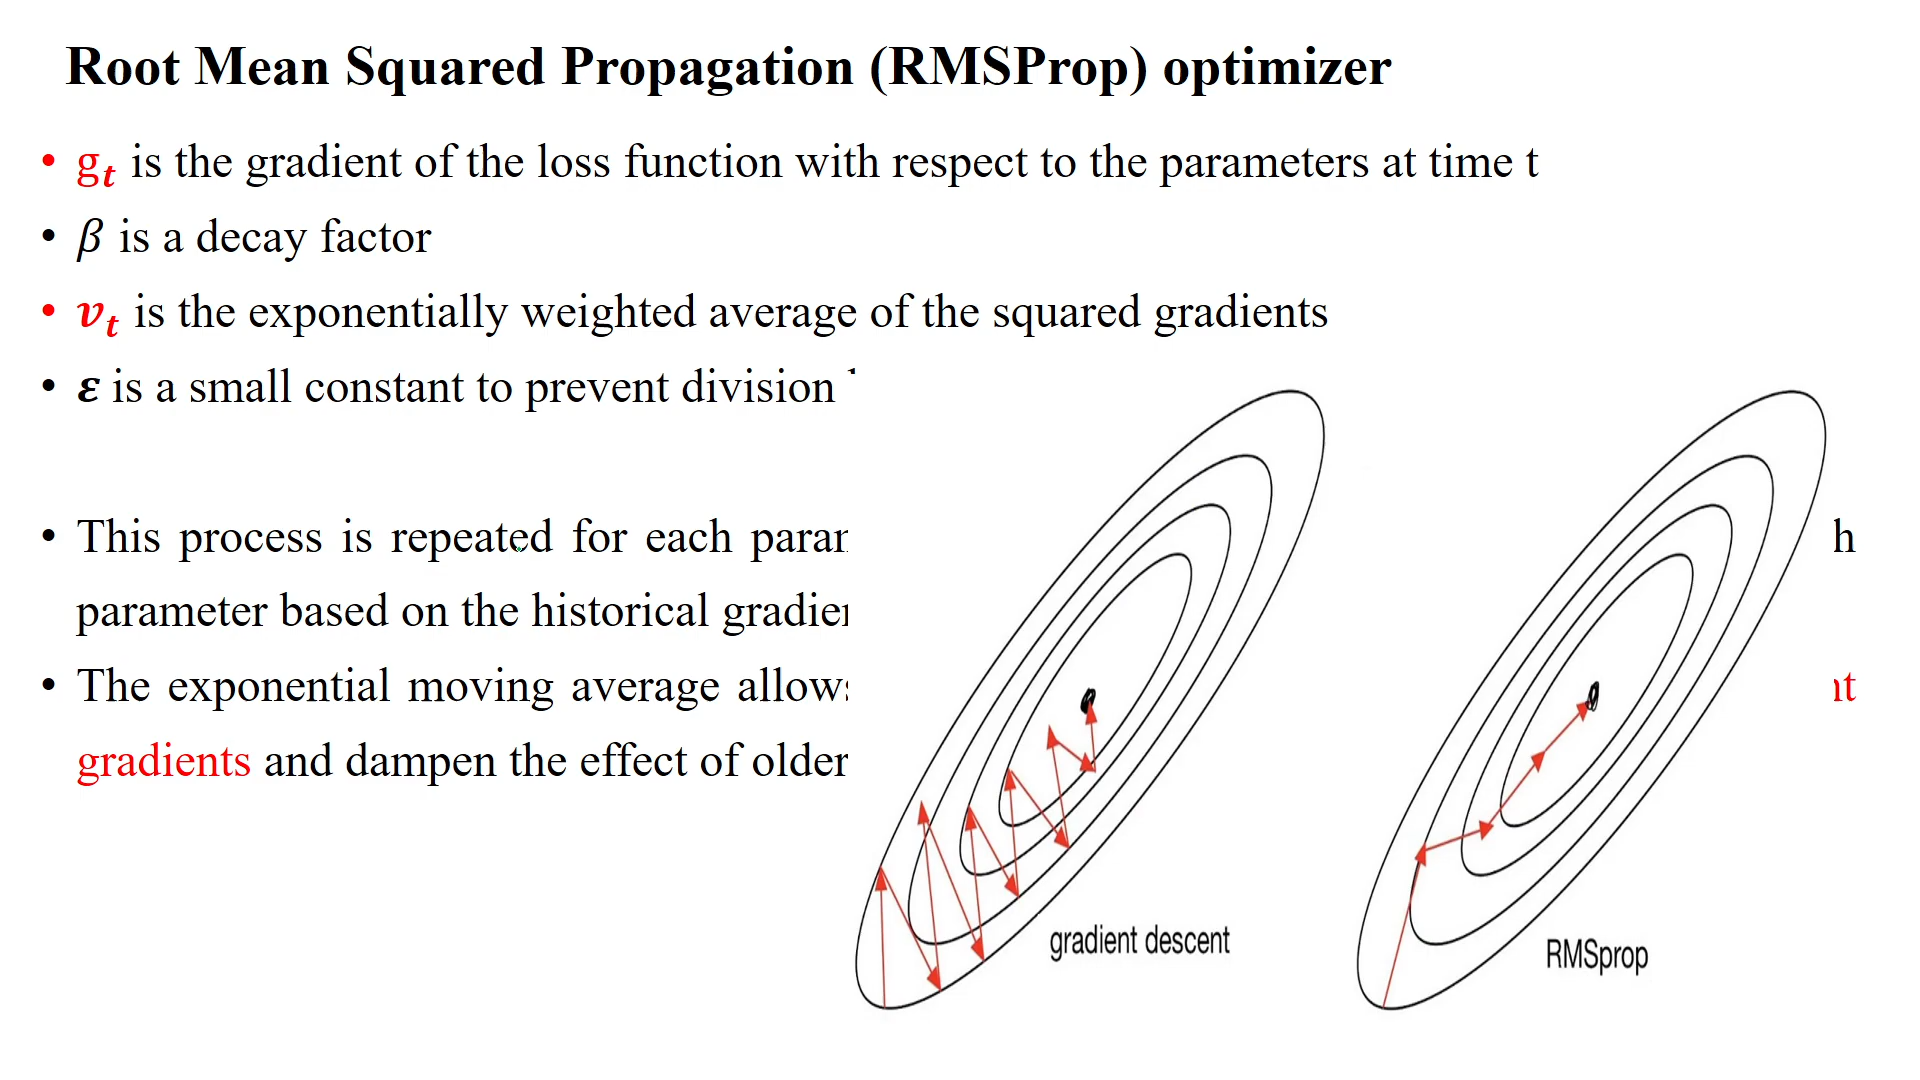 Root Mean Squared Propagation (RMSProp) optimizer
• gₜ is the gradient of the loss function with respect to the parameters at time t
• β is a decay factor
• vₜ is the exponentially weighted average of the squared gradients
• ε is a small constant to prevent division
• This process is repeated for each
parameter based on the historical
• The exponential moving average
gradients and dampen the effect of older
gradient descent
RMSprop